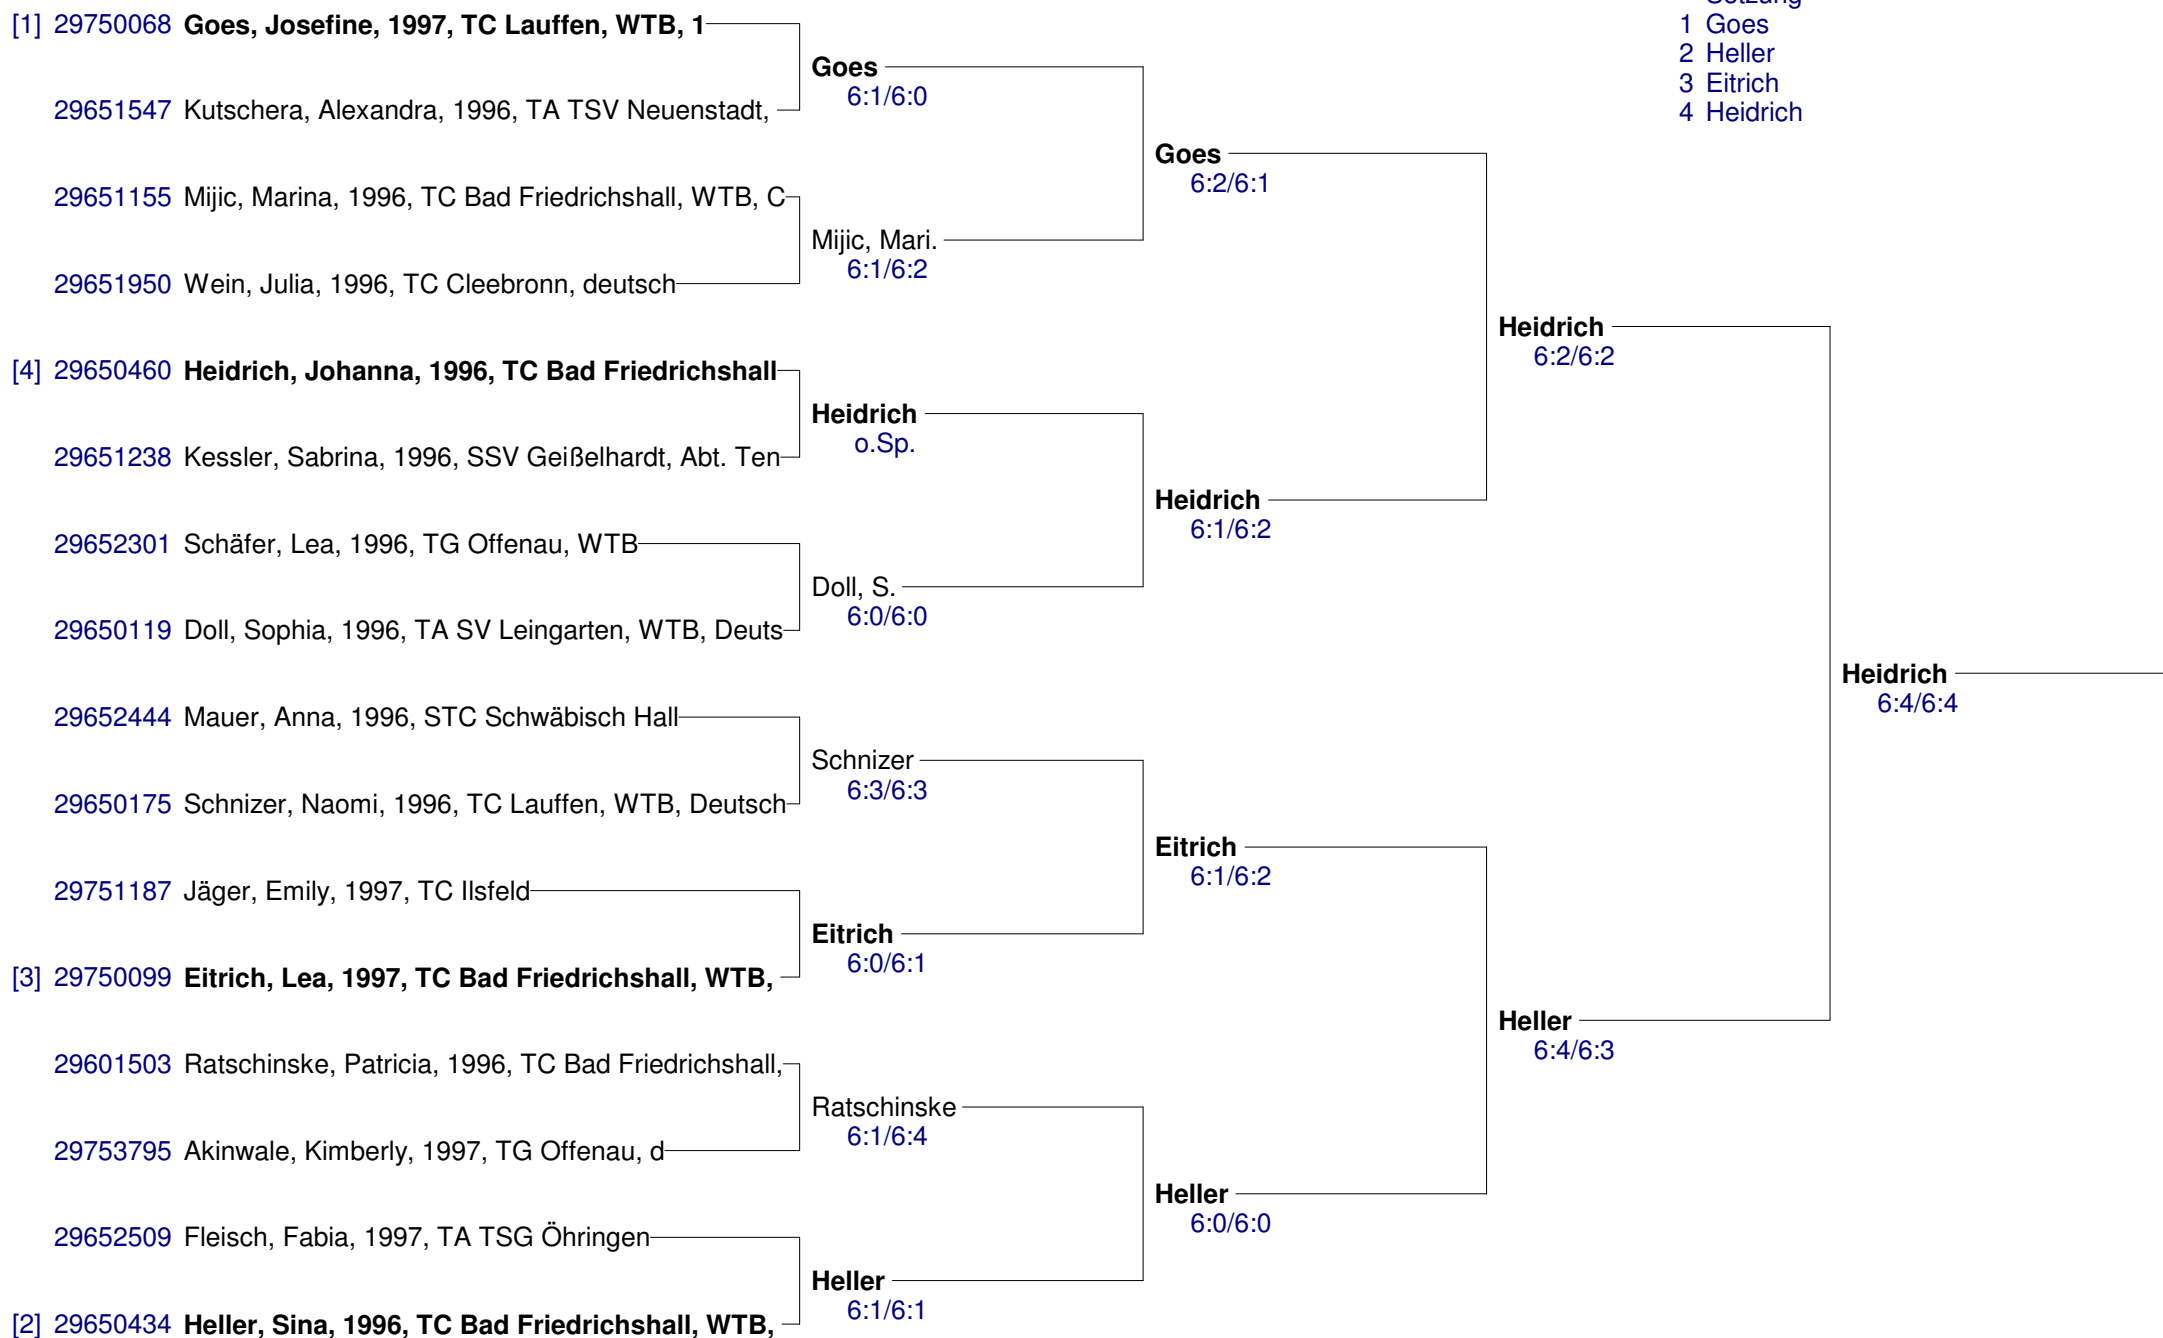 Setzung
1 Goes
2 Heller
3 Eitrich
4 Heidrich
[1] 29750068 Goes, Josefine, 1997, TC Lauffen, WTB, 1
29651547 Kutschera, Alexandra, 1996, TA TSV Neuenstadt,
29651155 Mijic, Marina, 1996, TC Bad Friedrichshall, WTB, C
29651950 Wein, Julia, 1996, TC Cleebronn, deutsch
[4] 29650460 Heidrich, Johanna, 1996, TC Bad Friedrichshall
29651238 Kessler, Sabrina, 1996, SSV Geißelhardt, Abt. Ten
29652301 Schäfer, Lea, 1996, TG Offenau, WTB
29650119 Doll, Sophia, 1996, TA SV Leingarten, WTB, Deuts
29652444 Mauer, Anna, 1996, STC Schwäbisch Hall
29650175 Schnizer, Naomi, 1996, TC Lauffen, WTB, Deutsch
29751187 Jäger, Emily, 1997, TC Ilsfeld
[3] 29750099 Eitrich, Lea, 1997, TC Bad Friedrichshall, WTB,
29601503 Ratschinske, Patricia, 1996, TC Bad Friedrichshall,
29753795 Akinwale, Kimberly, 1997, TG Offenau, d
29652509 Fleisch, Fabia, 1997, TA TSG Öhringen
[2] 29650434 Heller, Sina, 1996, TC Bad Friedrichshall, WTB,
Goes
6:1/6:0
Mijic, Mari.
6:1/6:2
Heidrich
o.Sp.
Doll, S.
6:0/6:0
Schnizer
6:3/6:3
Eitrich
6:0/6:1
Ratschinske
6:1/6:4
Heller
6:1/6:1
Goes
6:2/6:1
Heidrich
6:1/6:2
Eitrich
6:1/6:2
Heller
6:0/6:0
Heidrich
6:2/6:2
Heller
6:4/6:3
Heidrich
6:4/6:4